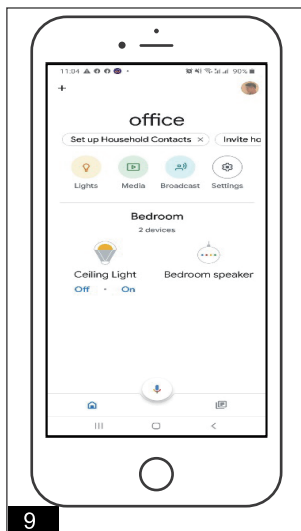 11:04 90%
office
Set up Household Contacts × Invite ho
Lights Media Broadcast Settings
Bedroom
2 devices
Ceiling Light Bedroom speaker
Off · On
9